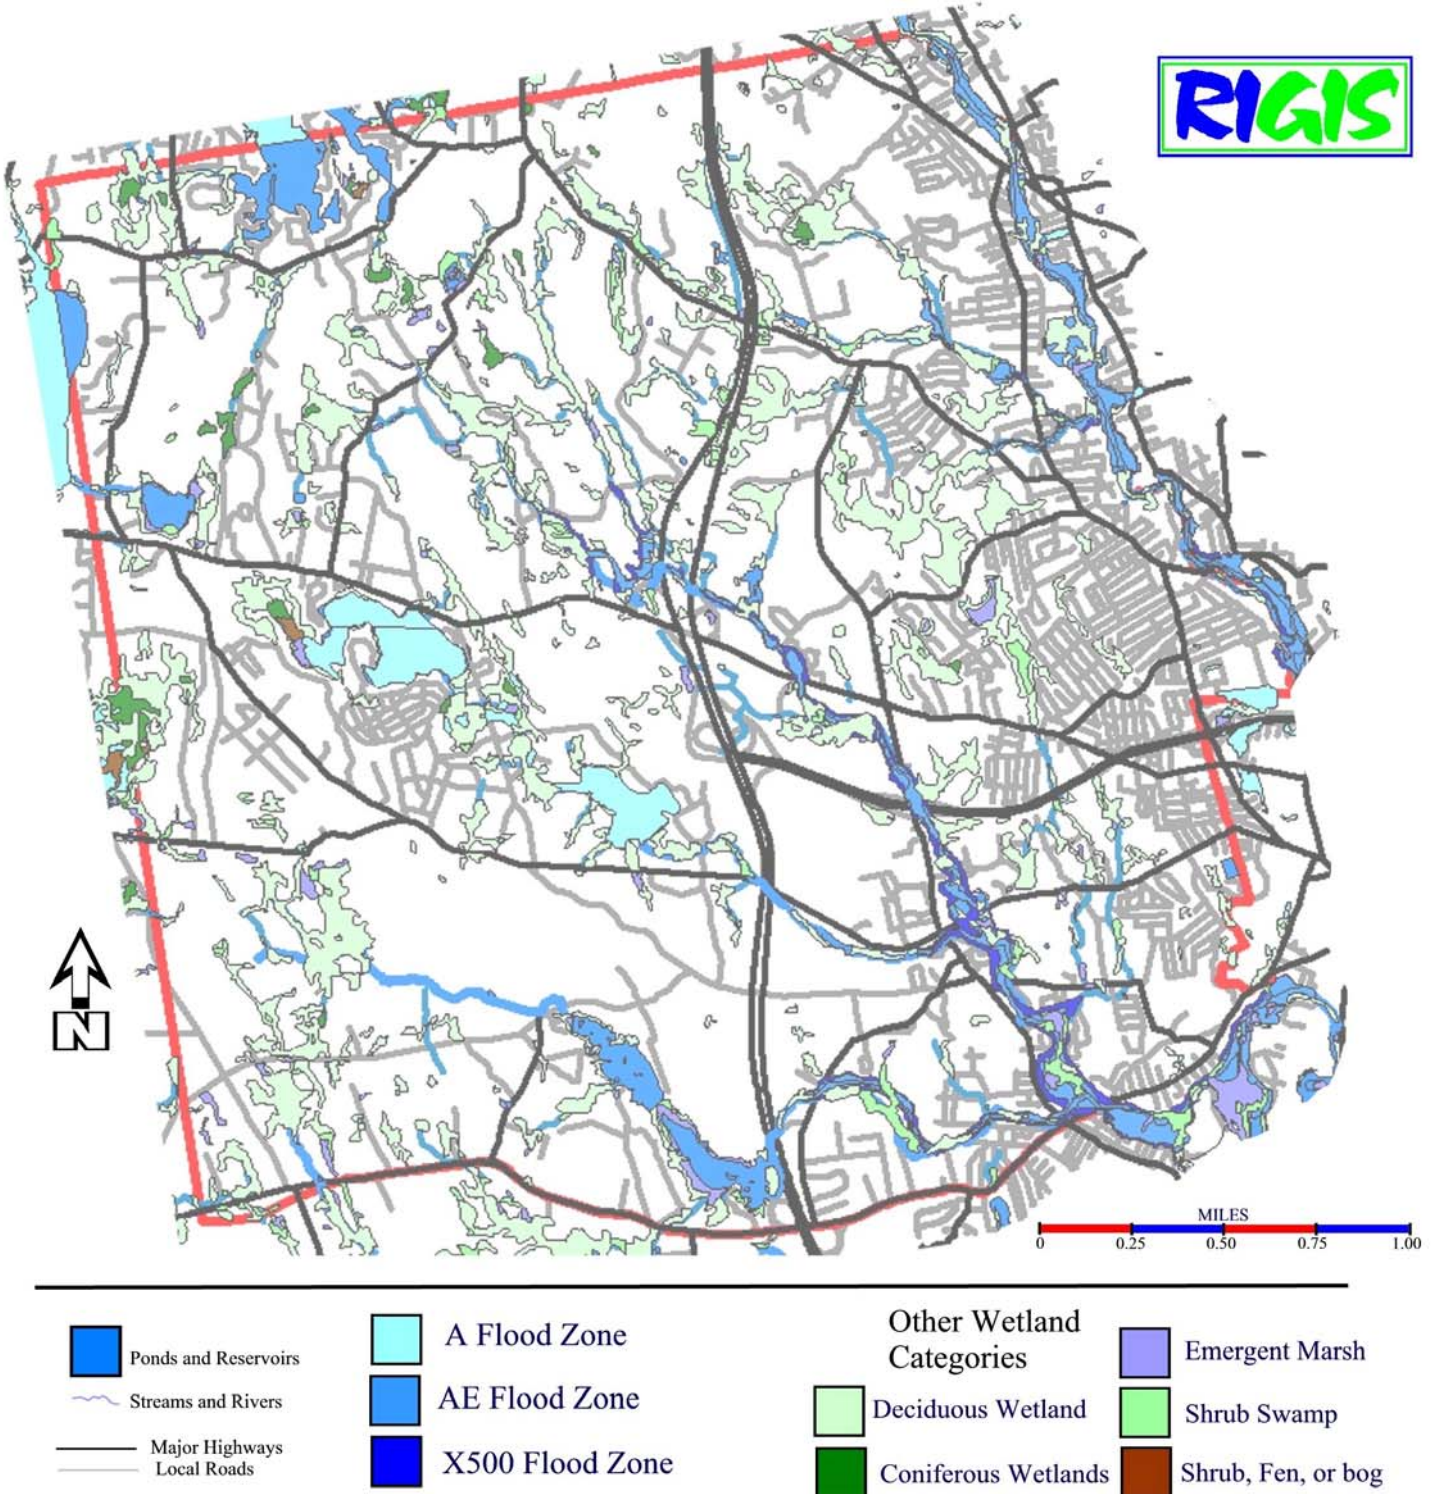 RIGIS
N
MILES
0 0.25 0.50 0.75 1.00
Ponds and Reservoirs
Streams and Rivers
Major Highways
Local Roads
A Flood Zone
AE Flood Zone
X500 Flood Zone
Other Wetland
Categories
Deciduous Wetland
Coniferous Wetlands
Emergent Marsh
Shrub Swamp
Shrub, Fen, or bog